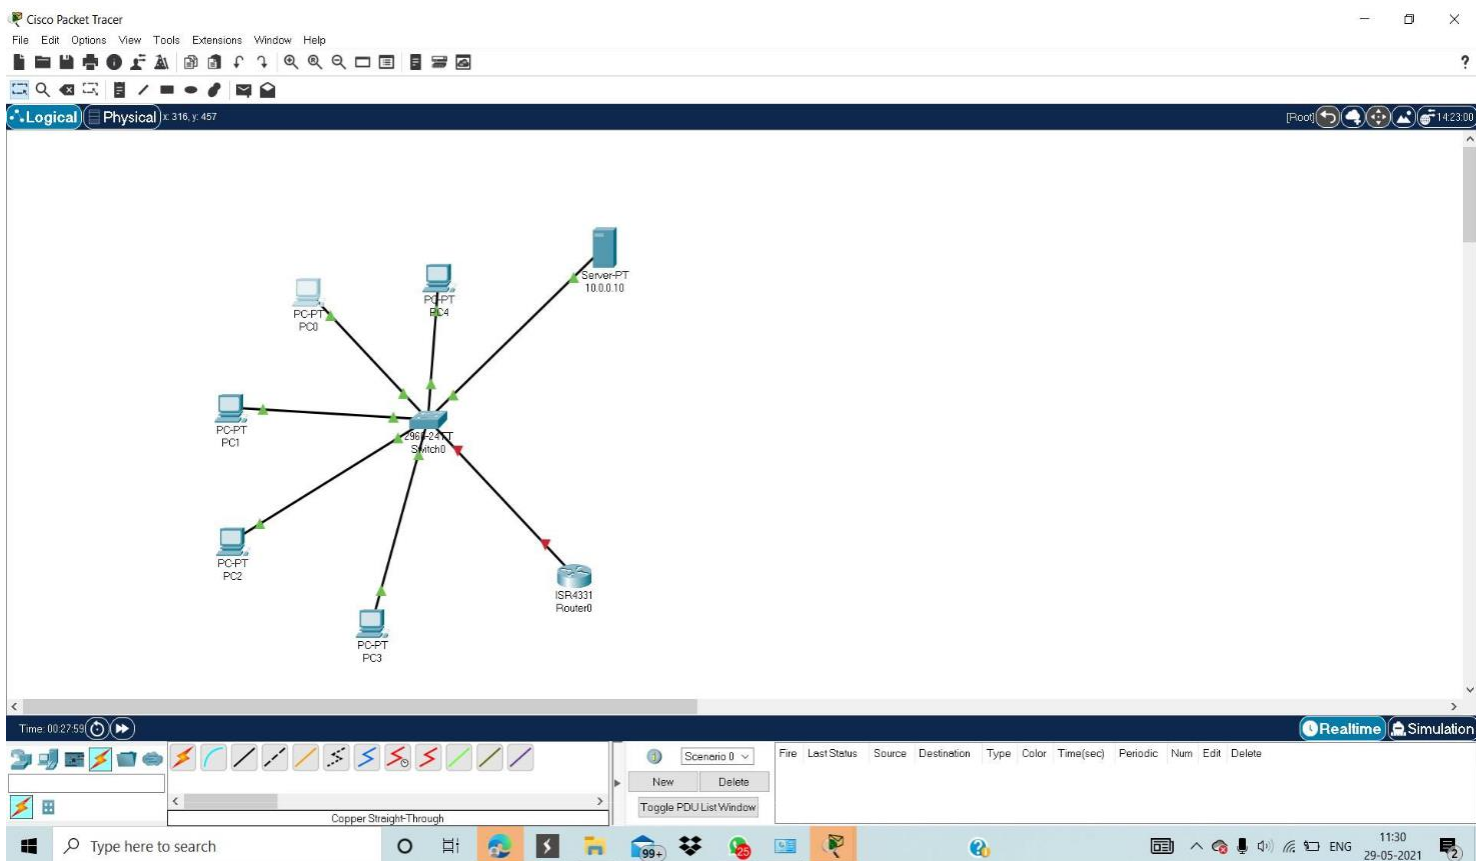 Cisco Packet Tracer
File Edit Options View Tools Extensions Window Help
?
Logical Physical x: 316, y: 457 [Root] 14:23:00
Server-PT
10.0.0.10
PC-PT
PC4
PC-PT
PC0
PC-PT
PC1
2960-24TT
Switch0
PC-PT
PC2
ISR4331
Router0
PC-PT
PC3
Time: 00:27:59 Realtime Simulation
Scenario 0 Fire Last Status Source Destination Type Color Time(sec) Periodic Num Edit Delete
New Delete
Toggle PDU List Window
Copper Straight-Through
Type here to search 99+ 25 ENG 11:30
29-05-2021 2